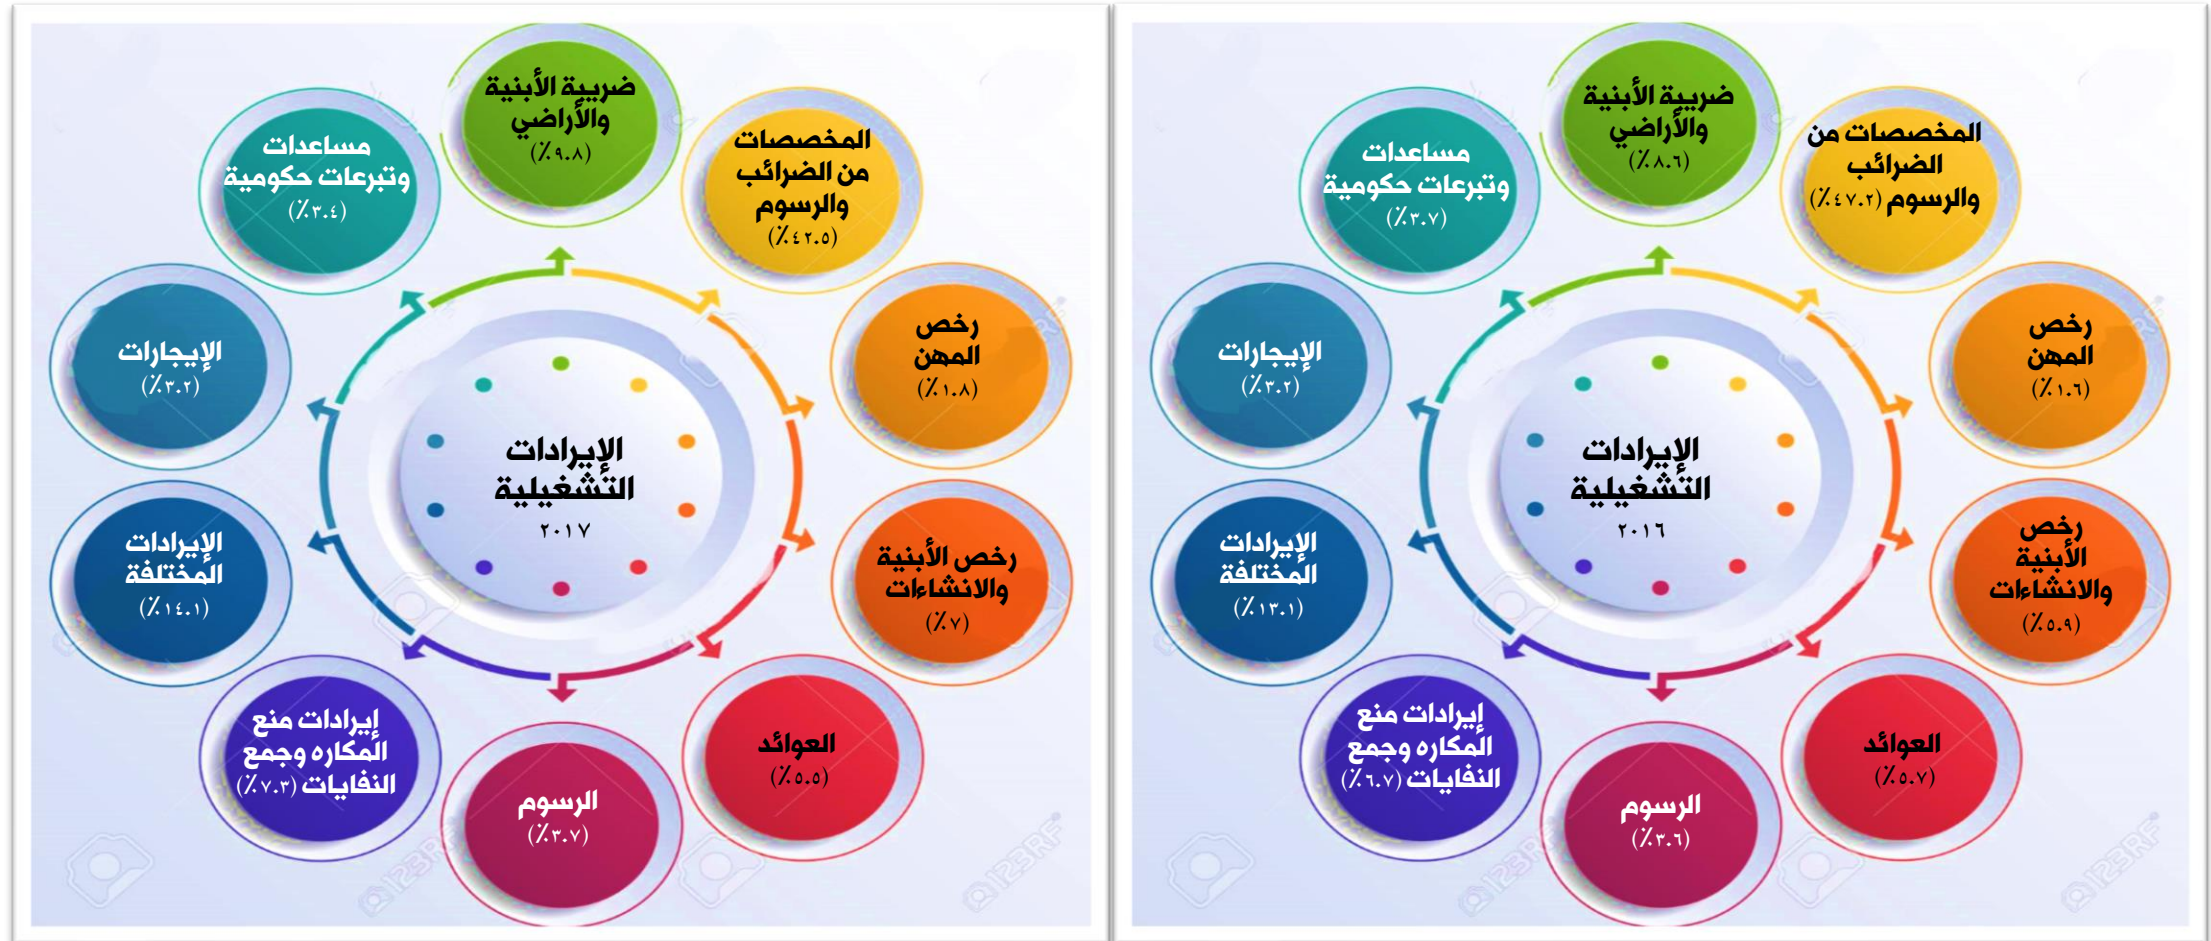 ضريبة الأبنية
والأراضي
(٪٨.٦)
المخصصات من
الضرائب
والرسوم (٪٤٧.٢)
رخص
المهن
(٪١.٦)
رخص
الأبنية
والانشاءات
(٪٥.٩)
العوائد
(٪٥.٧)
الرسوم
(٪٣.٦)
إيرادات منع
المكاره وجمع
النفايات (٪٦.٧)
الإيرادات
المختلفة
(٪١٣.١)
الإيجارات
(٪٣.٢)
مساعدات
وتبرعات حكومية
(٪٣.٧)
الإيرادات
التشغيلية
٢٠١٦
ضريبة الأبنية
والأراضي
(٪٩.٨)
المخصصات
من الضرائب
والرسوم
(٪٤٢.٥)
رخص
المهن
(٪١.٨)
رخص الأبنية
والانشاءات
(٪٧)
العوائد
(٪٥.٥)
الرسوم
(٪٣.٧)
إيرادات منع
المكاره وجمع
النفايات (٪٧.٣)
الإيرادات
المختلفة
(٪١٤.١)
الإيجارات
(٪٣.٢)
مساعدات
وتبرعات حكومية
(٪٣.٤)
الإيرادات
التشغيلية
٢٠١٧
123RF
123RF
123RF
123RF